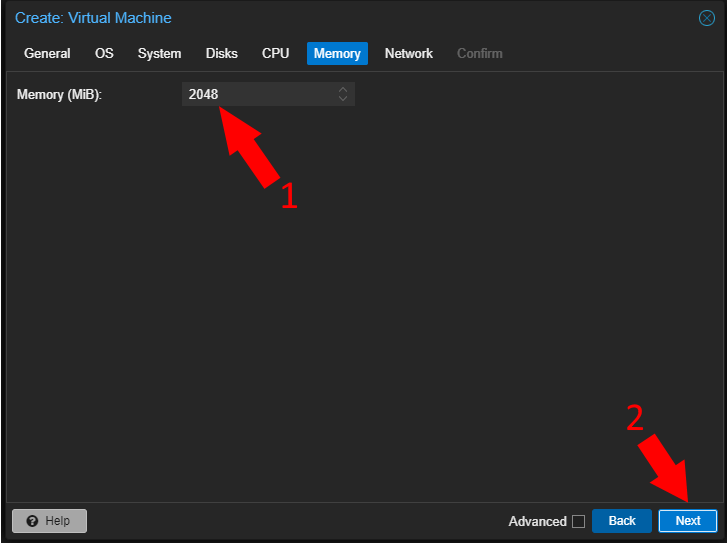 Create: Virtual Machine
General OS System Disks CPU Memory Network Confirm
Memory (MiB): 2048
1
2
Help Advanced Back Next